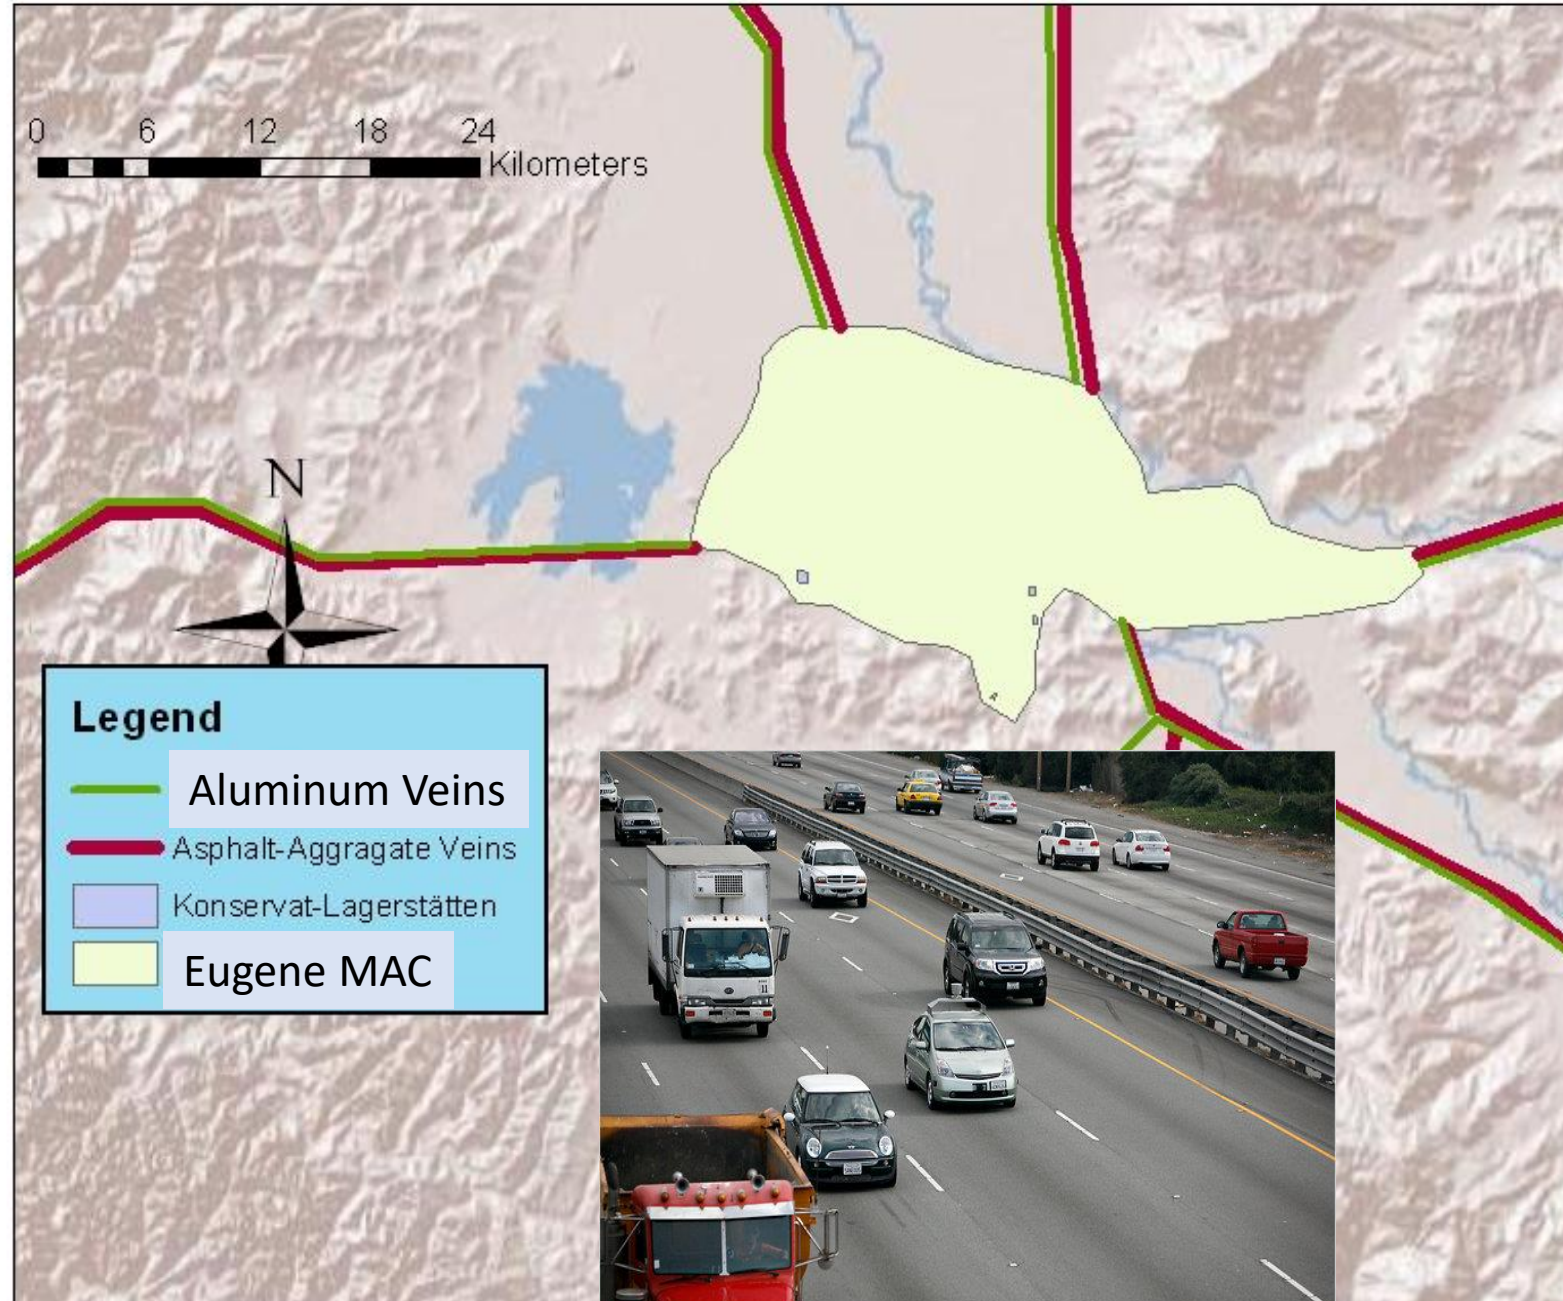 0 6 12 18 24
Kilometers
N
Legend
Aluminum Veins
Asphalt-Aggragate Veins
Konservat-Lagerstätten
Eugene MAC